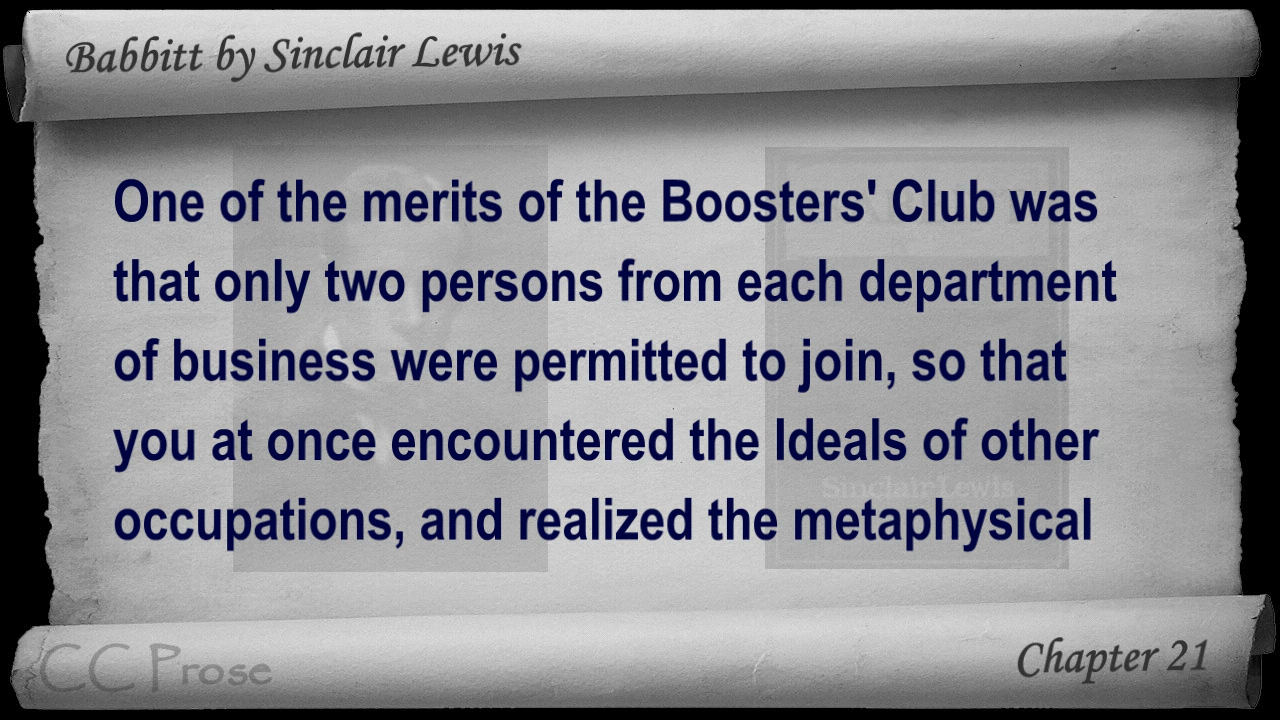 Babbitt by Sinclair Lewis
One of the merits of the Boosters' Club was
that only two persons from each department
of business were permitted to join, so that
you at once encountered the Ideals of other
occupations, and realized the metaphysical
Sinclair Lewis
CC Prose
Chapter 21